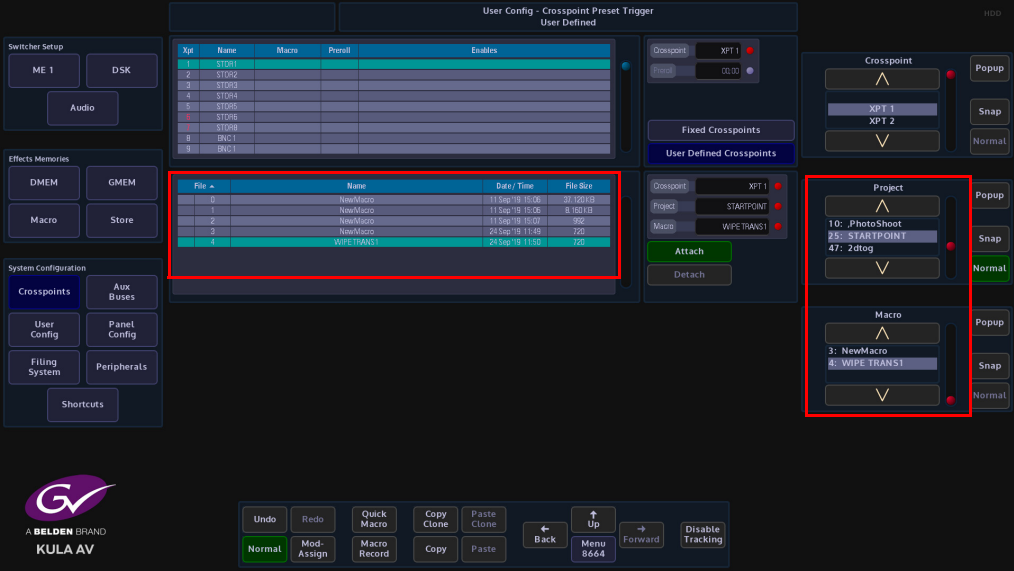 User Config - Crosspoint Preset Trigger
User Defined
HDD
Switcher Setup
ME 1
DSK
Audio
Effects Memories
DMEM
GMEM
Macro
Store
System Configuration
Crosspoints
Aux
Buses
User
Config
Panel
Config
Filing
System
Peripherals
Shortcuts
Xpt Name Macro Preroll Enables
1 STOR1
2 STOR2
3 STOR3
4 STOR4
5 STOR5
6 STOR6
7 STOR8
8 BNC1
9 BNC1
Crosspoint XPT 1
Preroll 00:00
Fixed Crosspoints
User Defined Crosspoints
File Name Date/ Time File Size
0 NewMacro 11 Sep '19 15:06 37,120 KB
1 NewMacro 11 Sep '19 15:06 8,160 KB
2 NewMacro 11 Sep '19 15:07 992
3 NewMacro 24 Sep '19 11:49 720
4 WIPE TRANS1 24 Sep '19 11:50 720
Crosspoint XPT 1
Project STARTPOINT
Macro WIPE TRANS1
Attach
Detach
Crosspoint
XPT 1
XPT 2
Popup
Snap
Normal
Project
10: ,PhotoShoot
25: STARTPOINT
47: 2dtog
Popup
Snap
Normal
Macro
3: NewMacro
4: WIPE TRANS1
Popup
Snap
Normal
GV
A BELDEN BRAND
KULA AV
Undo
Redo
Normal
Mod-
Assign
Quick
Macro
Macro
Record
Copy
Clone
Paste
Clone
Copy
Paste
Back
Up
Menu
8664
Forward
Disable
Tracking